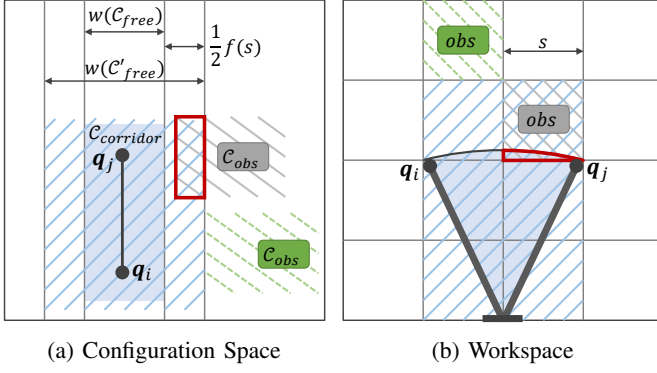 w(𝒞_free)
1/2 f(s)
w(𝒞'_free)
𝒞_corridor
q_j
𝒞_obs
𝒞_obs
q_i
(a) Configuration Space
obs
s
obs
q_i
q_j
(b) Workspace